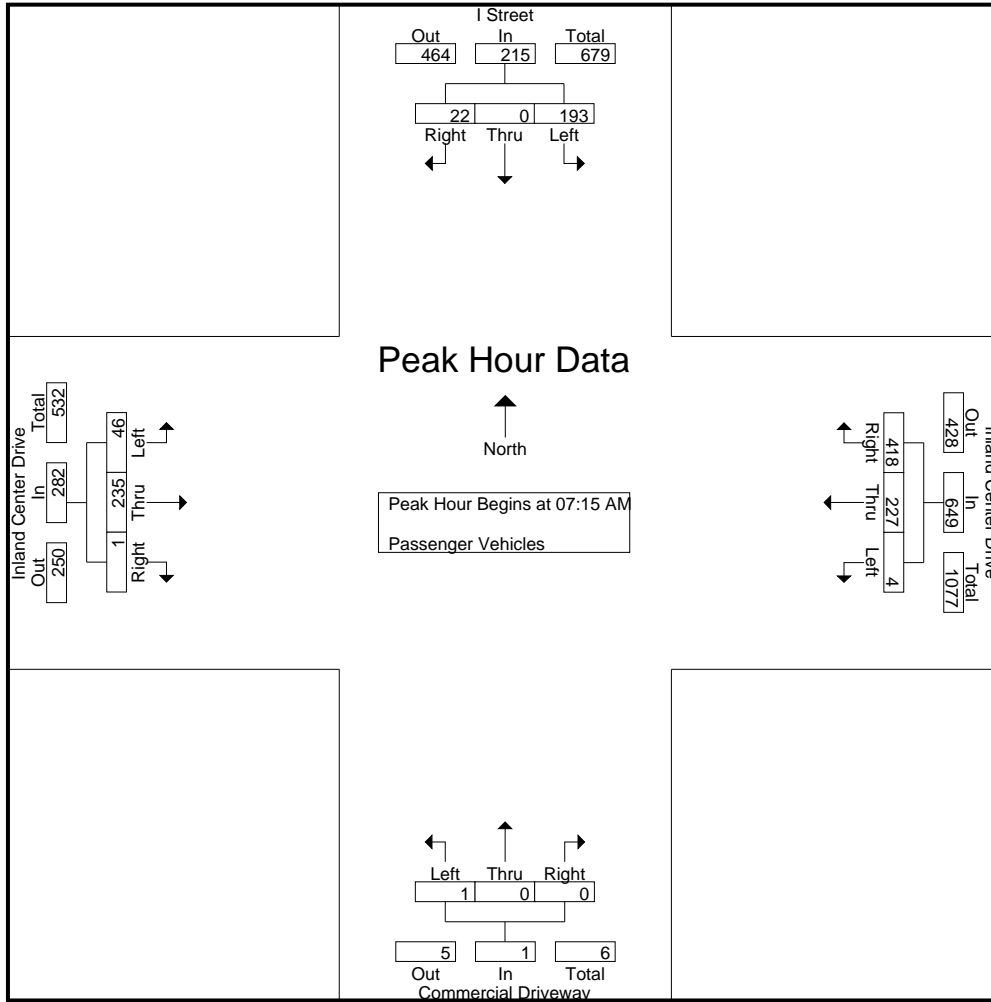 I Street
Out In Total
464 215 679
22 0 193
Right Thru Left
Peak Hour Data
North
Peak Hour Begins at 07:15 AM
Passenger Vehicles
Inland Center Drive
Total In Out
532 282 250
46 235 1
Left Thru Right
Inland Center Drive
Out In Total
428 649 1077
418 227 4
Right Thru Left
Left Thru Right
1 0 0
5 1 6
Out In Total
Commercial Driveway